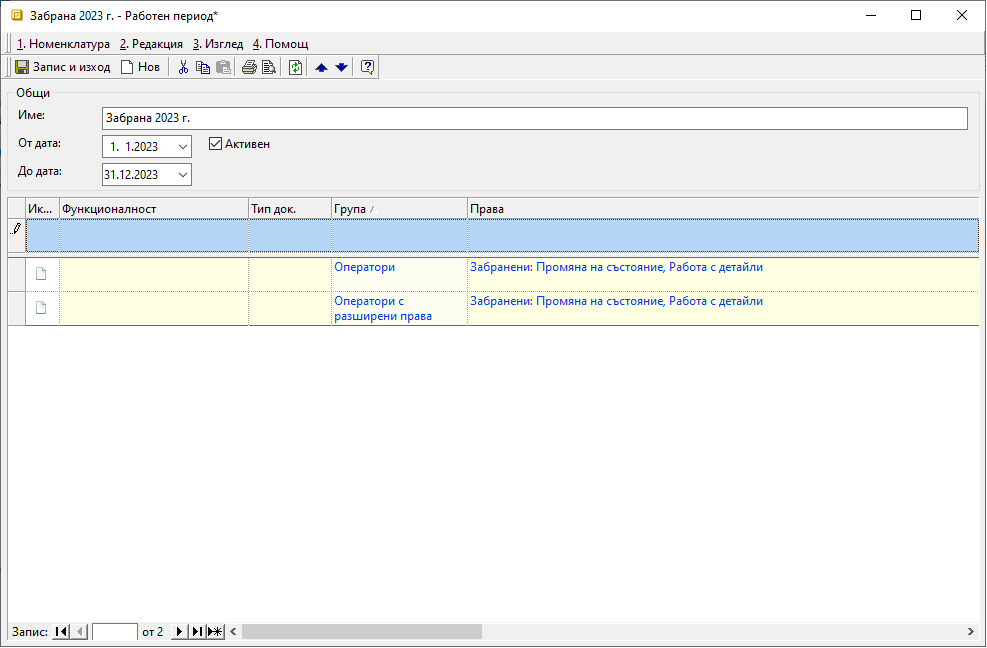 Забрана 2023 г. - Работен период*
1. Номенклатура 2. Редакция 3. Изглед 4. Помощ
Запис и изход Нов
Общи
Име: Забрана 2023 г.
От дата: 1. 1.2023 Активен
До дата: 31.12.2023
Ик... Функционалност Тип док. Група Права
Оператори Забранени: Промяна на състояние, Работа с детайли
Оператори с Забранени: Промяна на състояние, Работа с детайли
разширени права
Запис: от 2